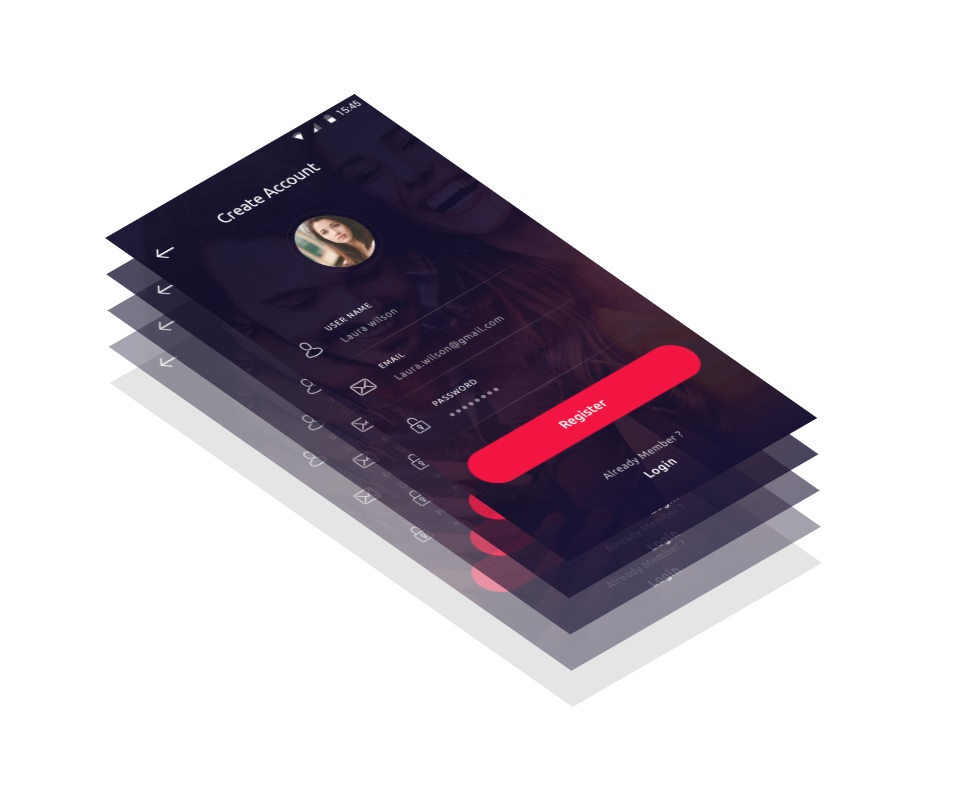 15:45
Create Account
USER NAME
Laura wilson
EMAIL
Laura.wilson@gmail.com
PASSWORD
Register
Already Member ?
Login
Login
Already Member ?
Login
Already Member ?
Login